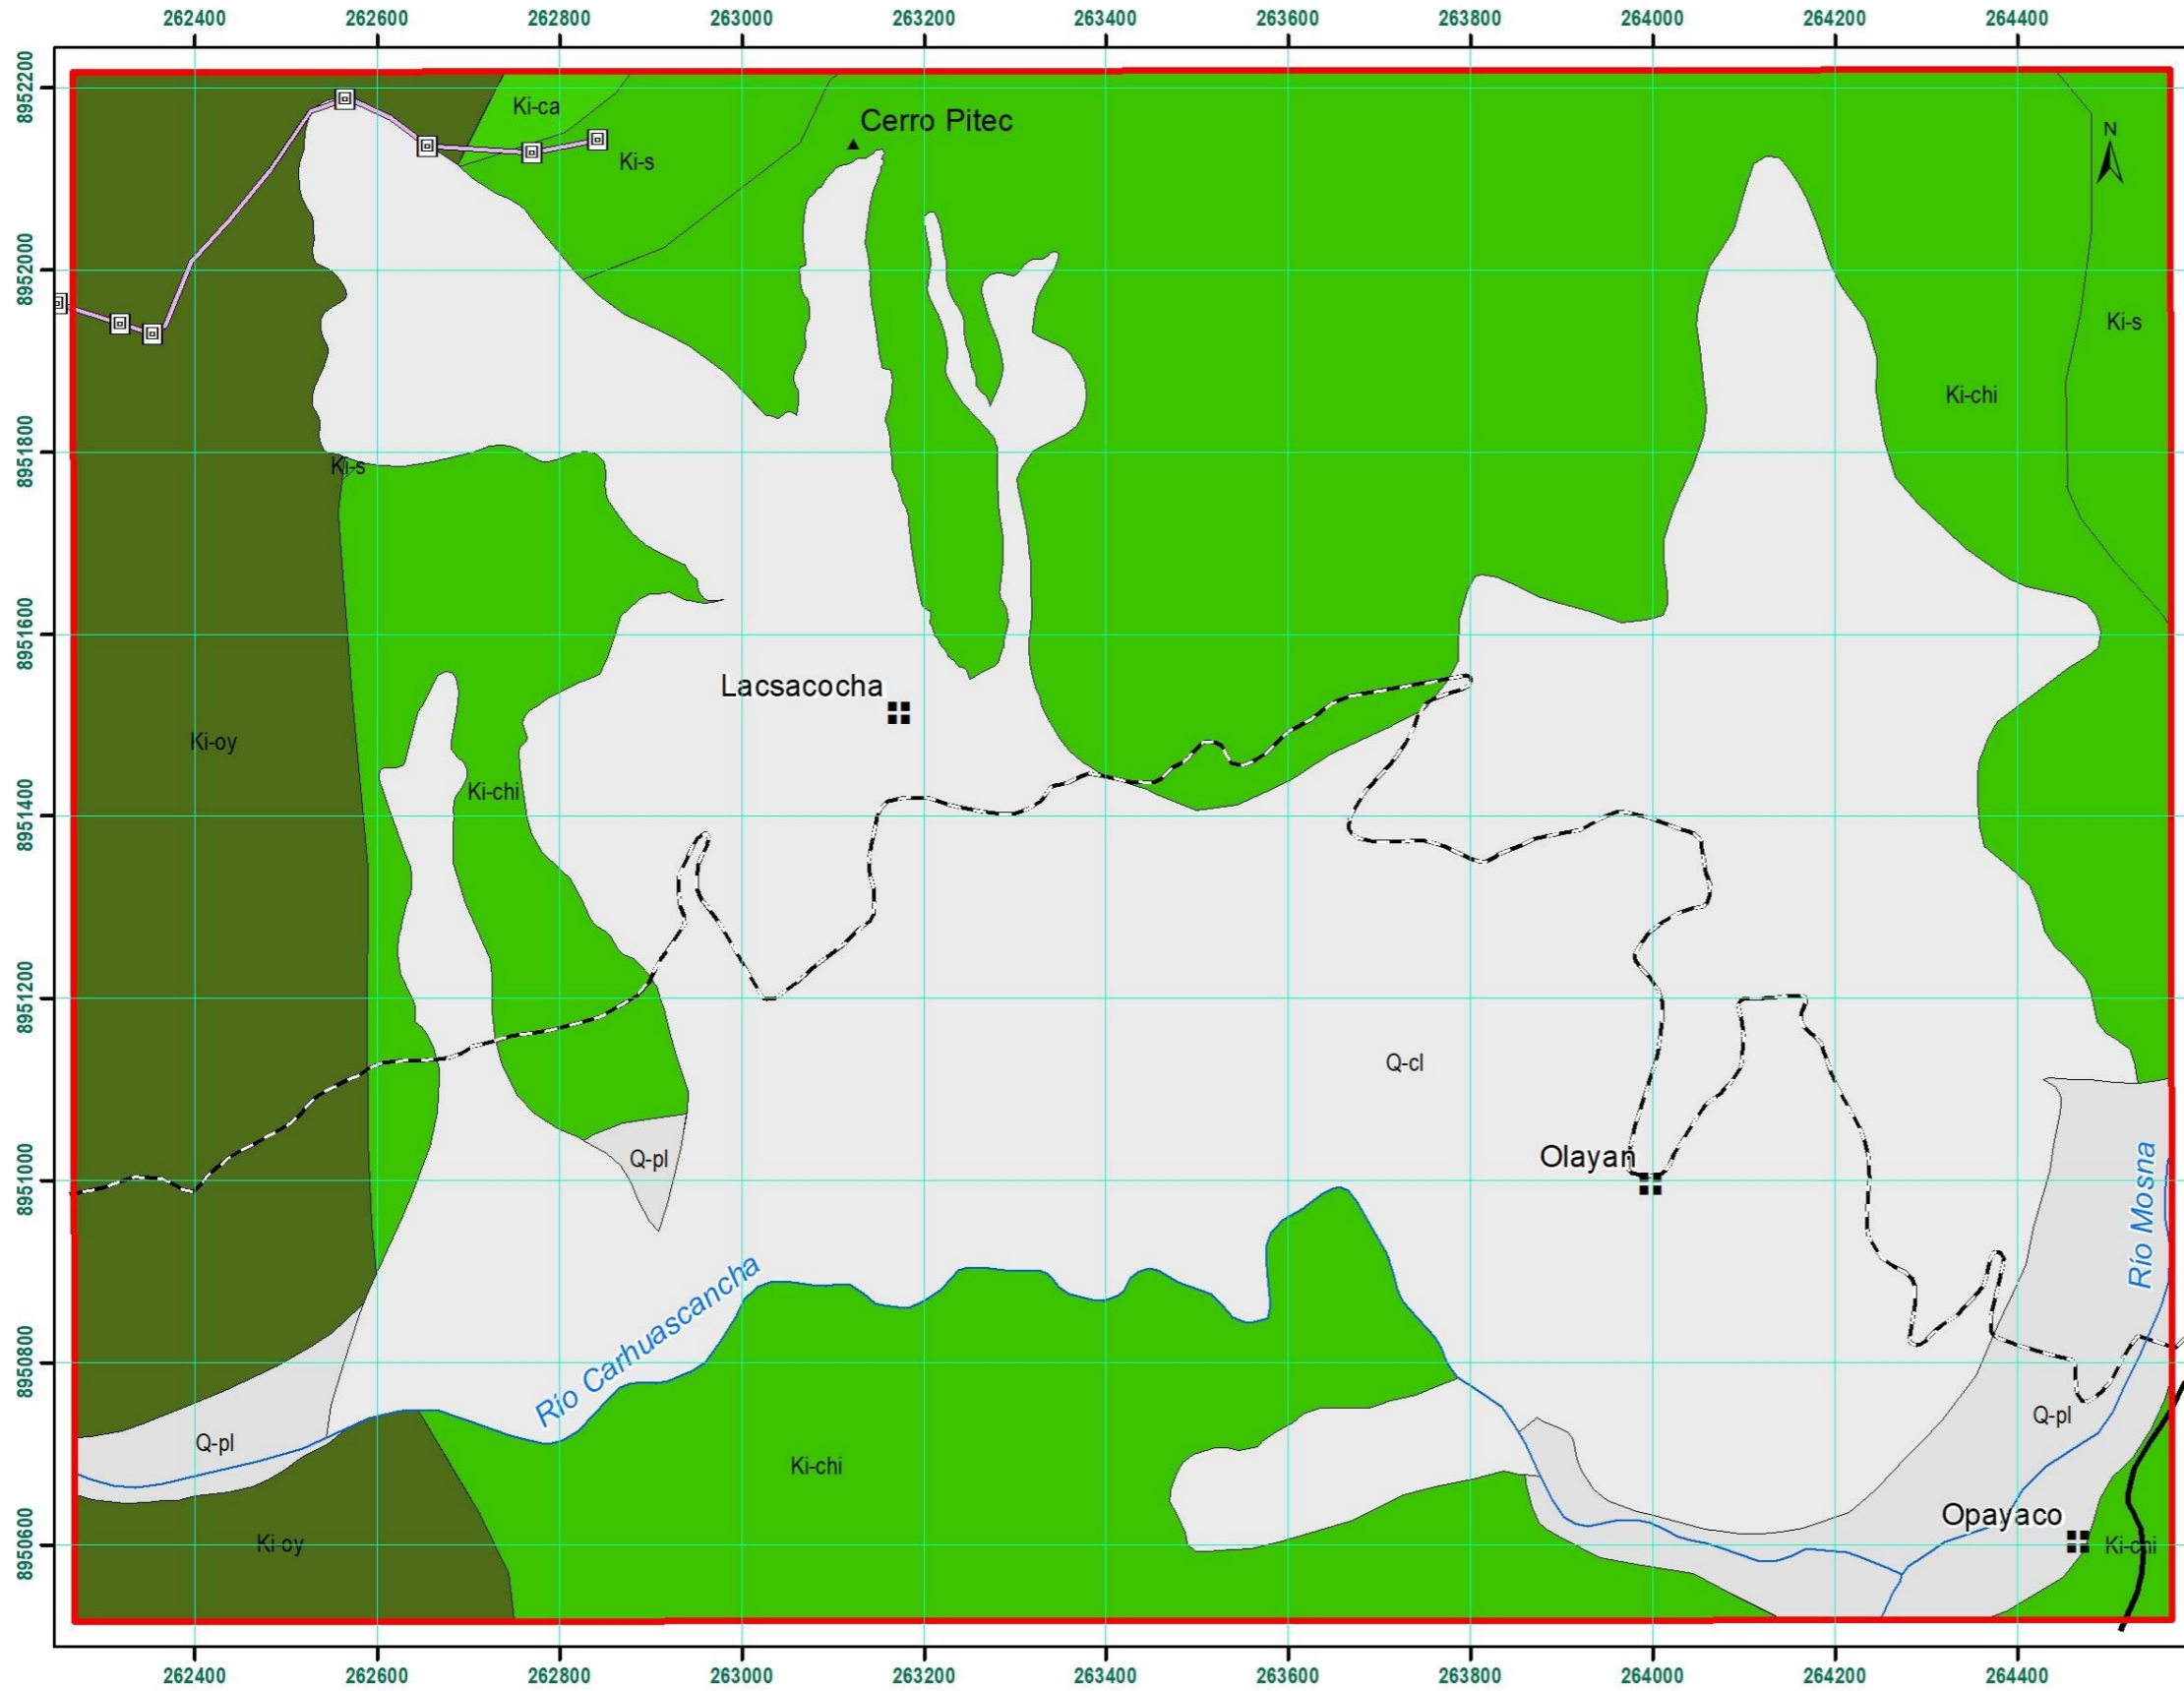 262400 262600 262800 263000 263200 263400 263600 263800 264000 264200 264400
8952200
Ki-ca
Cerro Pitec
N
Ki-s
8952000
Ki-s
Ki-chi
8951800
Ki-s
8951600
Lacsacocha
Ki-oy
Ki-chi
8951400
8951200
Q-cl
Olayan
Q-pl
8951000
Río Mosna
Río Carhuascancha
8950800
Q-pl
Q-pl
Ki-chi
Opayaco
8950600
Ki-oy
Ki-chi
262400 262600 262800 263000 263200 263400 263600 263800 264000 264200 264400